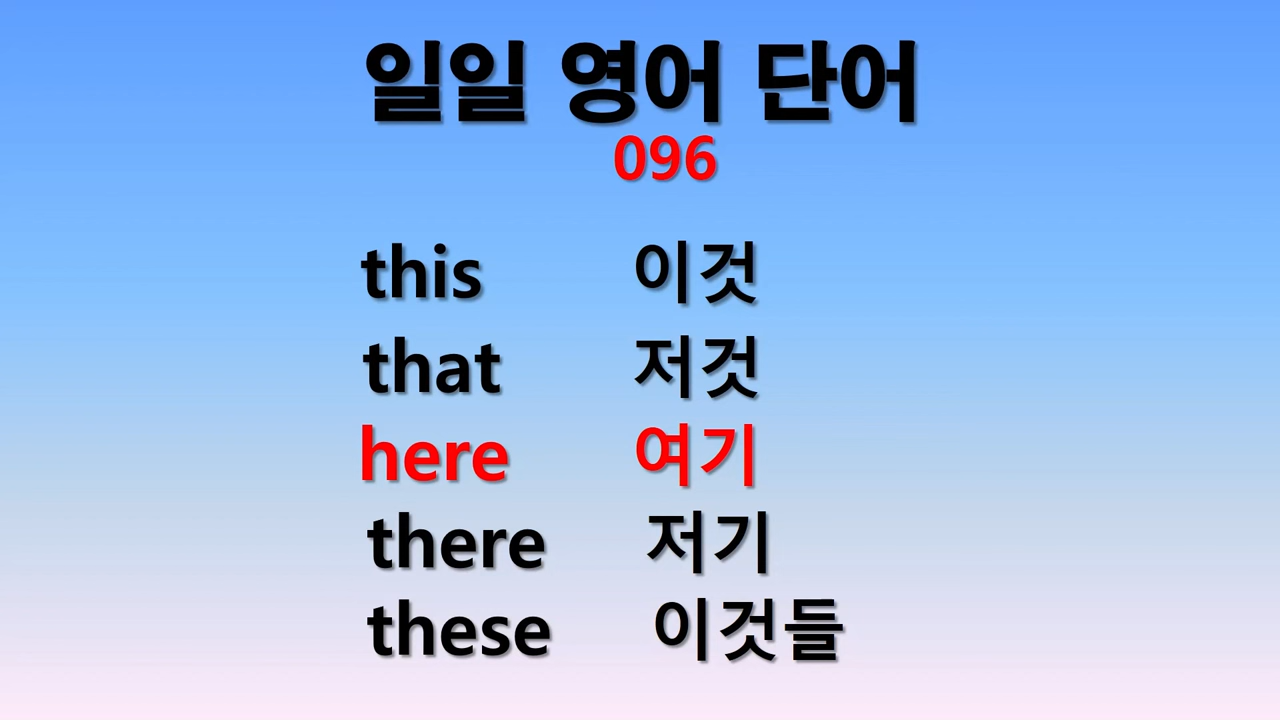 일일 영어 단어
096
this 이것
that 저것
here 여기
there 저기
these 이것들